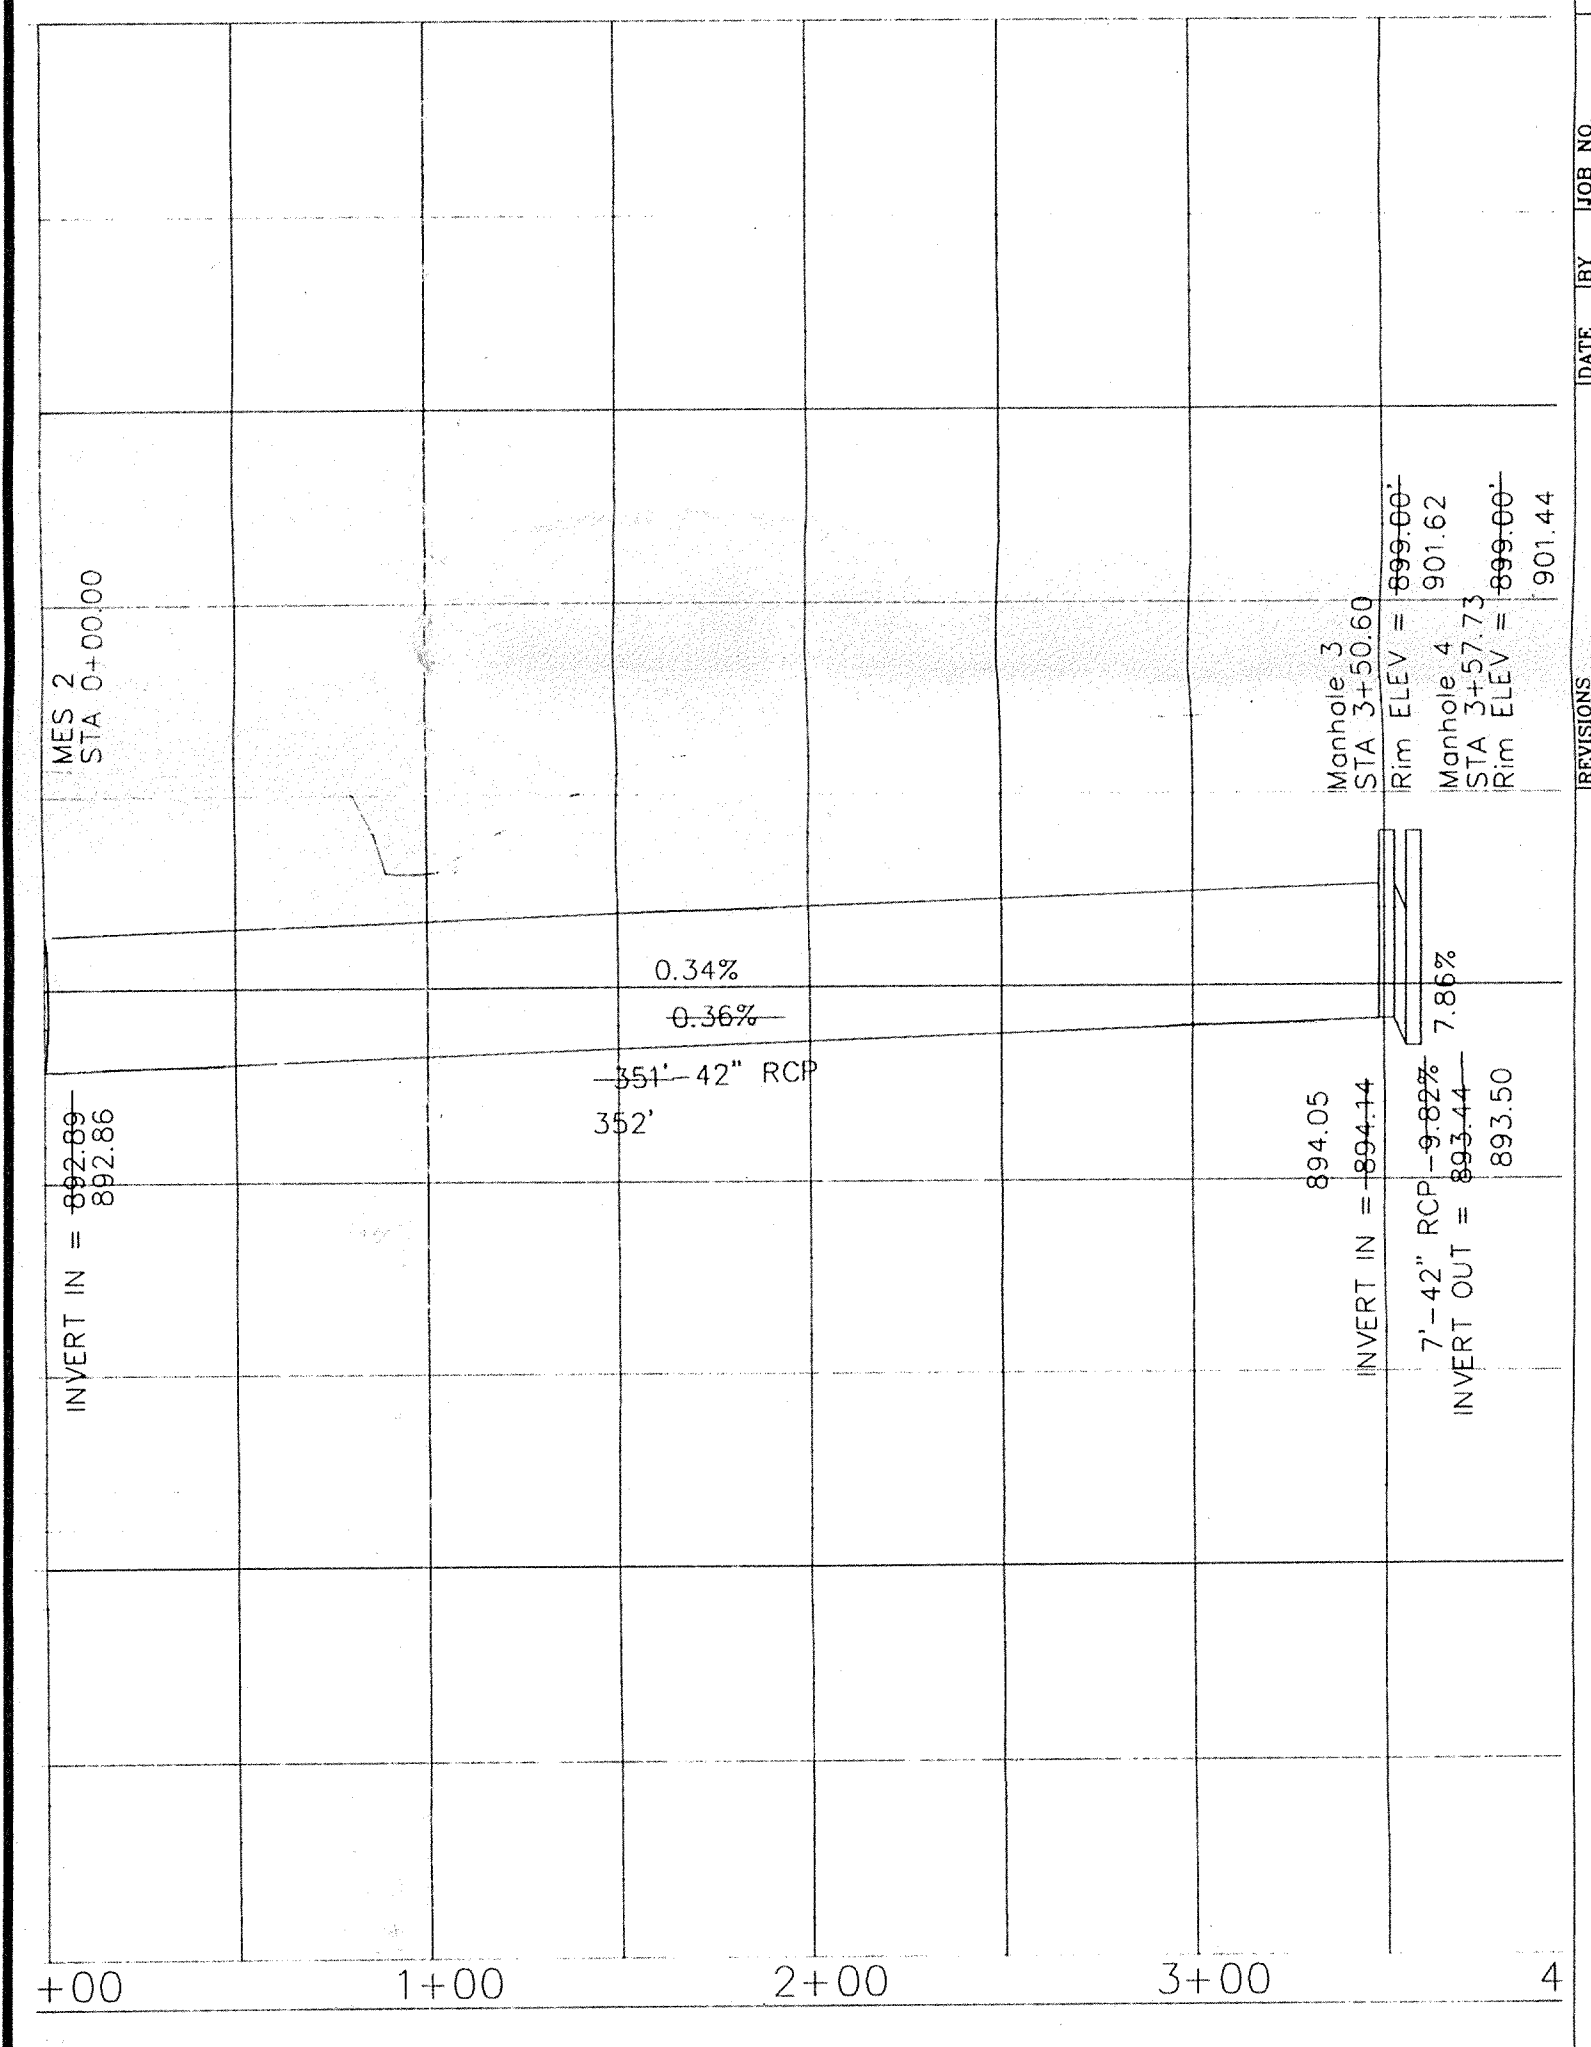 MES 2
STA 0+00.00
INVERT IN = 892.89
892.86
0.34%
0.36%
351'-42" RCP
352'
Manhole 3
STA 3+50.60
Rim ELEV = 899.00'
901.62
Manhole 4
STA 3+57.73
Rim ELEV = 899.00'
901.44
894.05
INVERT IN = 894.14
7'-42" RCP 9.82% 7.86%
INVERT OUT = 893.44
893.50
+00 1+00 2+00 3+00 4
REVISIONS DATE BY JOB NO